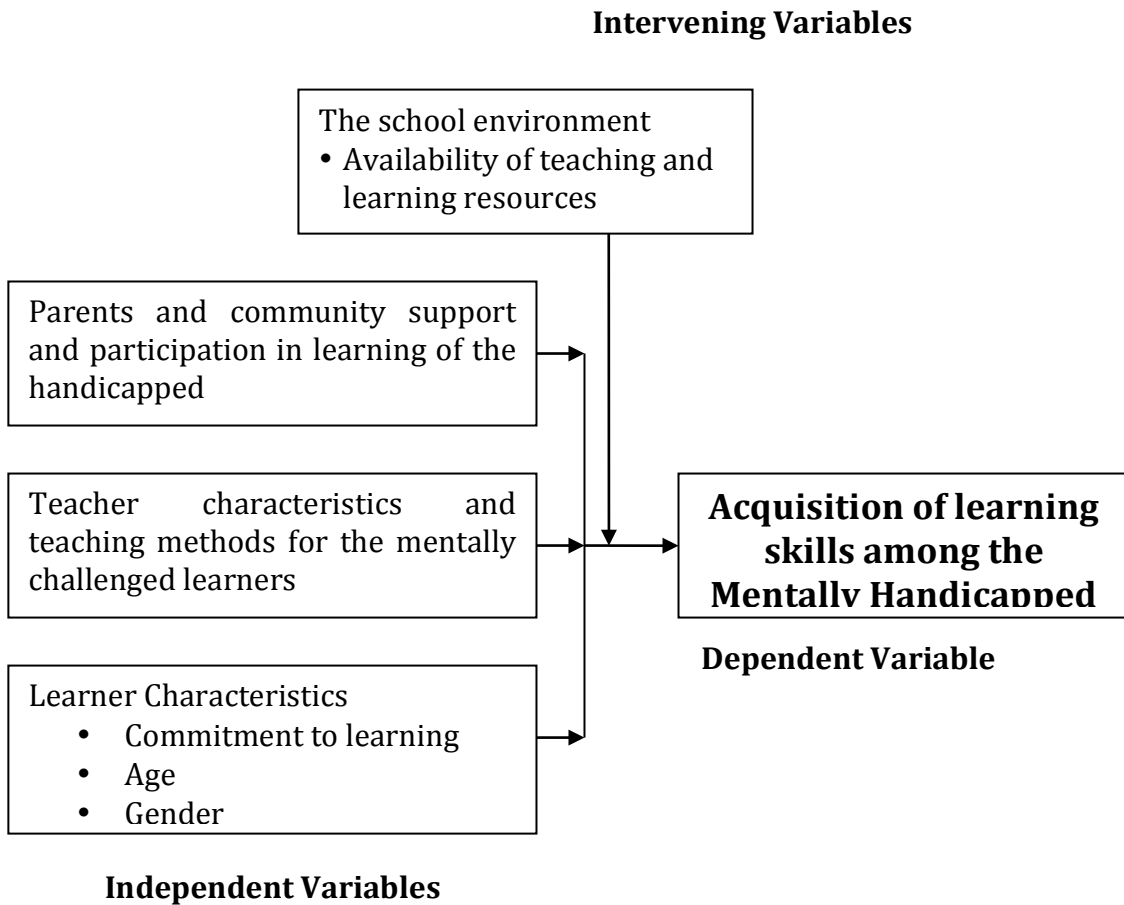 Intervening Variables
The school environment
• Availability of teaching and
learning resources
Parents and community support
and participation in learning of the
handicapped
Teacher characteristics and
teaching methods for the mentally
challenged learners
Acquisition of learning
skills among the
Mentally Handicapped
Dependent Variable
Learner Characteristics
• Commitment to learning
• Age
• Gender
Independent Variables